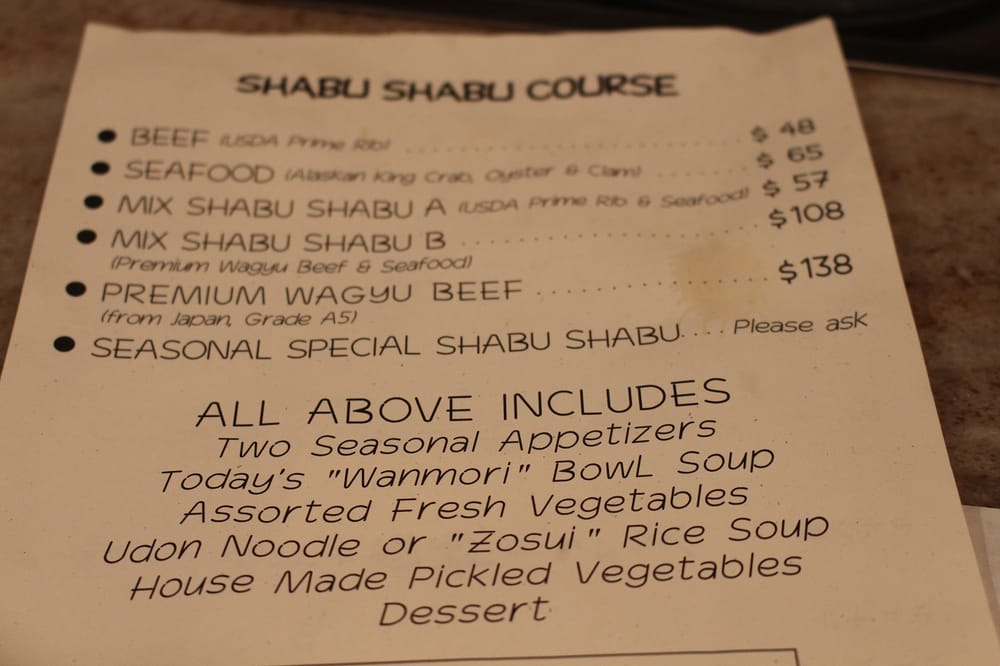 SHABU SHABU COURSE
● BEEF (USDA Prime Rib) .................... $ 48
● SEAFOOD (Alaskan King Crab, Oyster & Clam) ....... $ 65
● MIX SHABU SHABU A (USDA Prime Rib & Seafood) $ 57
● MIX SHABU SHABU B .......................... $108
(Premium Wagyu Beef & Seafood)
● PREMIUM WAGYU BEEF .................... $138
(from Japan, Grade A5)
● SEASONAL SPECIAL SHABU SHABU.... Please ask
ALL ABOVE INCLUDES
Two Seasonal Appetizers
Today's "Wanmori" Bowl Soup
Assorted Fresh Vegetables
Udon Noodle or "Zosui" Rice Soup
House Made Pickled Vegetables
Dessert